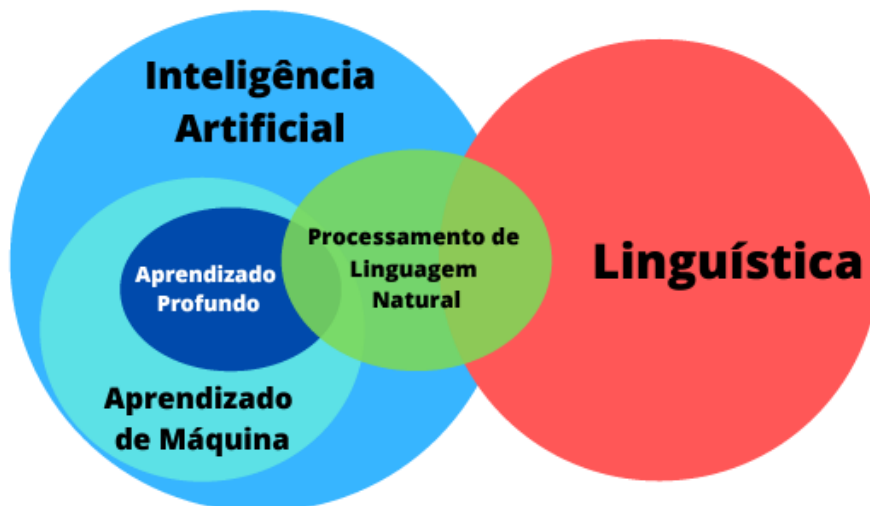 Inteligência
Artificial
Processamento de
Linguagem
Natural
Linguística
Aprendizado
Profundo
Aprendizado
de Máquina